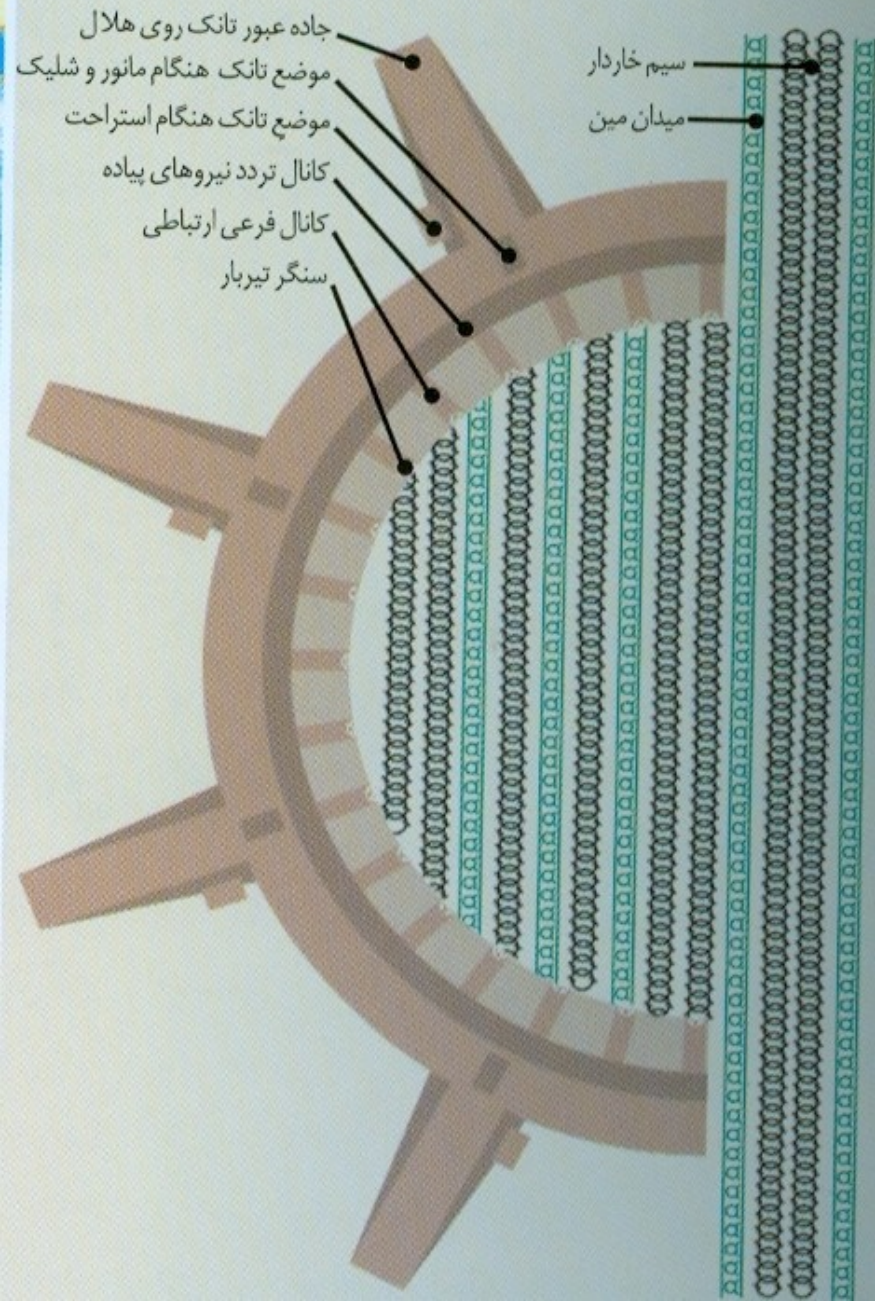 جاده عبور تانک روی هلال
موضع تانک هنگام مانور و شلیک
موضعِ تانک هنگام استراحت
کانال تردد نیروهای پیاده
کانال فرعی ارتباطی
سنگر تیربار
سیم خاردار
میدان مین